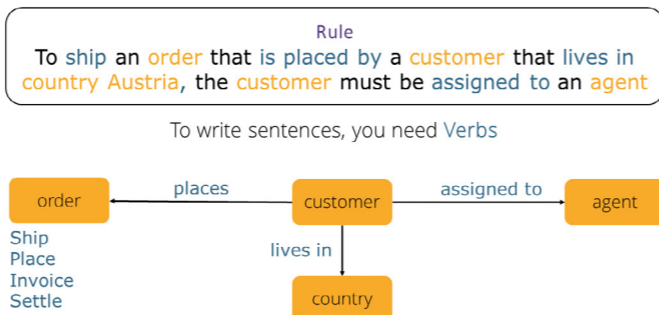 Rule
To ship an order that is placed by a customer that lives in
country Austria, the customer must be assigned to an agent
To write sentences, you need Verbs
order
places
customer
assigned to
agent
Ship
Place
Invoice
Settle
lives in
country